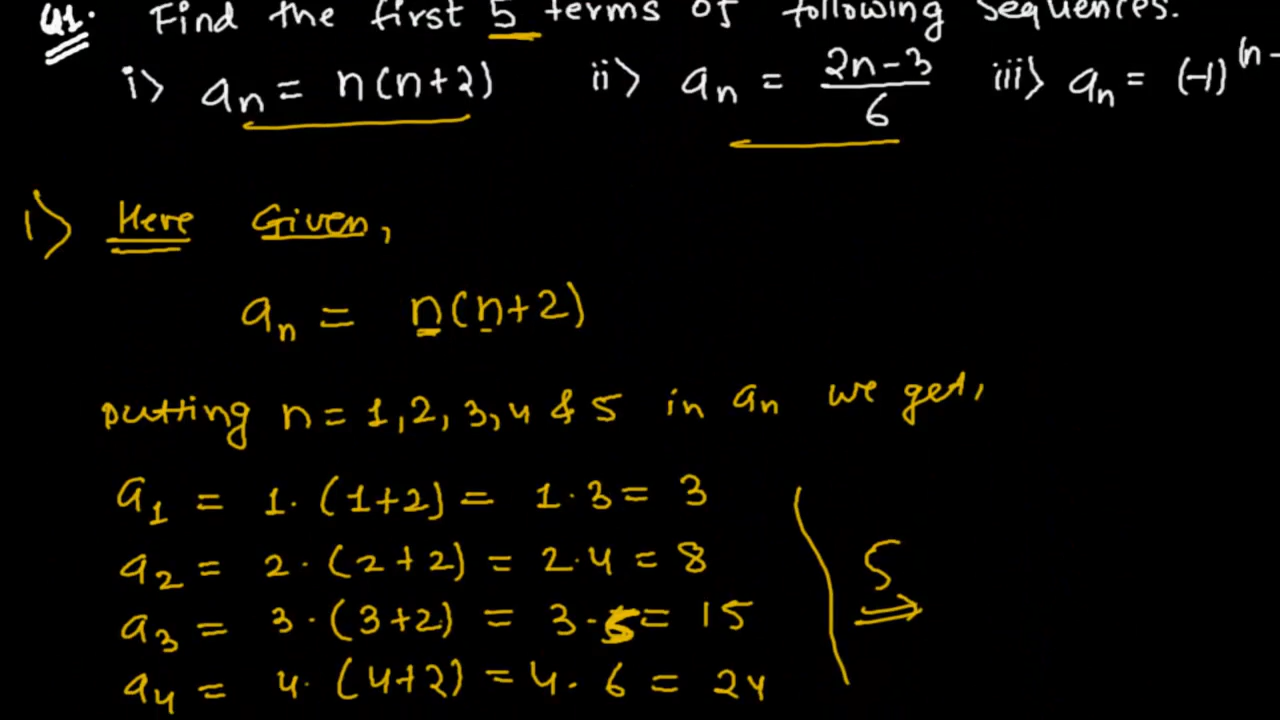 Q1. Find the first 5 terms of following sequences.
i) aₙ = n(n+2) ii) aₙ = (2n-3)/6 iii) aₙ = (-1)⁽ⁿ⁻
1) Here Given,
aₙ = n(n+2)
putting n = 1, 2, 3, 4 & 5 in aₙ we get,
a₁ = 1·(1+2) = 1·3 = 3
a₂ = 2·(2+2) = 2·4 = 8
a₃ = 3·(3+2) = 3·5 = 15
a₄ = 4·(4+2) = 4·6 = 24
5